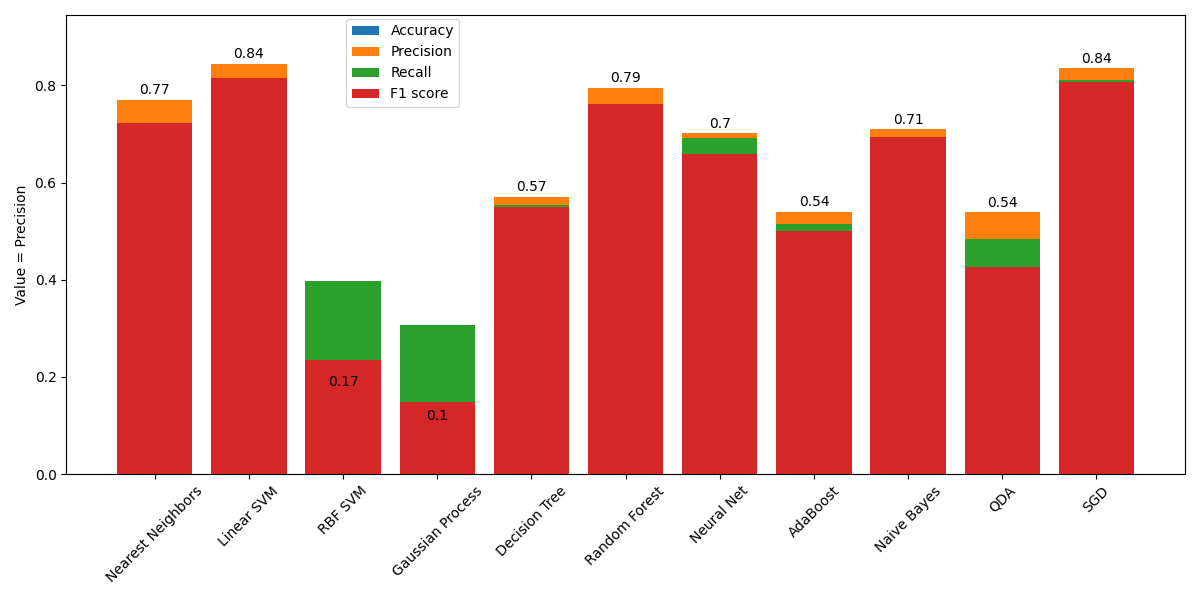 Accuracy
Precision
Recall
F1 score
Value = Precision
0.8
0.6
0.4
0.2
0.0
0.77
0.84
0.17
0.1
0.57
0.79
0.7
0.54
0.71
0.54
0.84
Nearest Neighbors
Linear SVM
RBF SVM
Gaussian Process
Decision Tree
Random Forest
Neural Net
AdaBoost
Naive Bayes
QDA
SGD